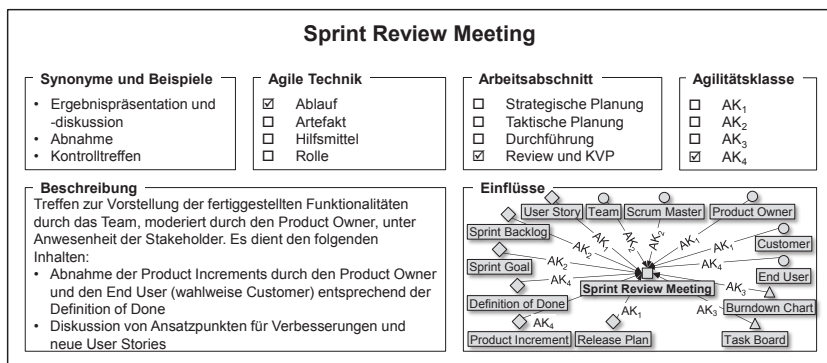 Sprint Review Meeting
Synonyme und Beispiele
• Ergebnispräsentation und
-diskussion
• Abnahme
• Kontrolltreffen
Agile Technik
☑ Ablauf
☐ Artefakt
☐ Hilfsmittel
☐ Rolle
Arbeitsabschnitt
☐ Strategische Planung
☐ Taktische Planung
☐ Durchführung
☑ Review und KVP
Agilitätsklasse
☐ AK₁
☐ AK₂
☐ AK₃
☑ AK₄
Beschreibung
Treffen zur Vorstellung der fertiggestellten Funktionalitäten
durch das Team, moderiert durch den Product Owner, unter
Anwesenheit der Stakeholder. Es dient den folgenden
Inhalten:
• Abnahme der Product Increments durch den Product Owner
und den End User (wahlweise Customer) entsprechend der
Definition of Done
• Diskussion von Ansatzpunkten für Verbesserungen und
neue User Stories
Einflüsse
User Story
Team
Scrum Master
Product Owner
Sprint Backlog
AK₂
AK₁
AK₂
AK₂
AK₁
AK₁
Customer
Sprint Goal
AK₂
AK₄
AK₄
End User
Sprint Review Meeting
AK₃
Definition of Done
Burndown Chart
AK₄
AK₁
AK₃
Product Increment
Release Plan
Task Board